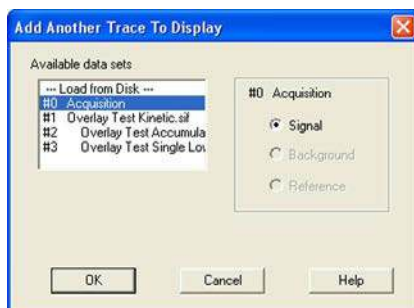 Add Another Trace To Display
Available data sets
--- Load from Disk ---
#0 Acquisition
#1 Overlay Test Kinetic.sif
#2 Overlay Test Accumula
#3 Overlay Test Single Lo
#0 Acquisition
Signal
Background
Reference
OK
Cancel
Help